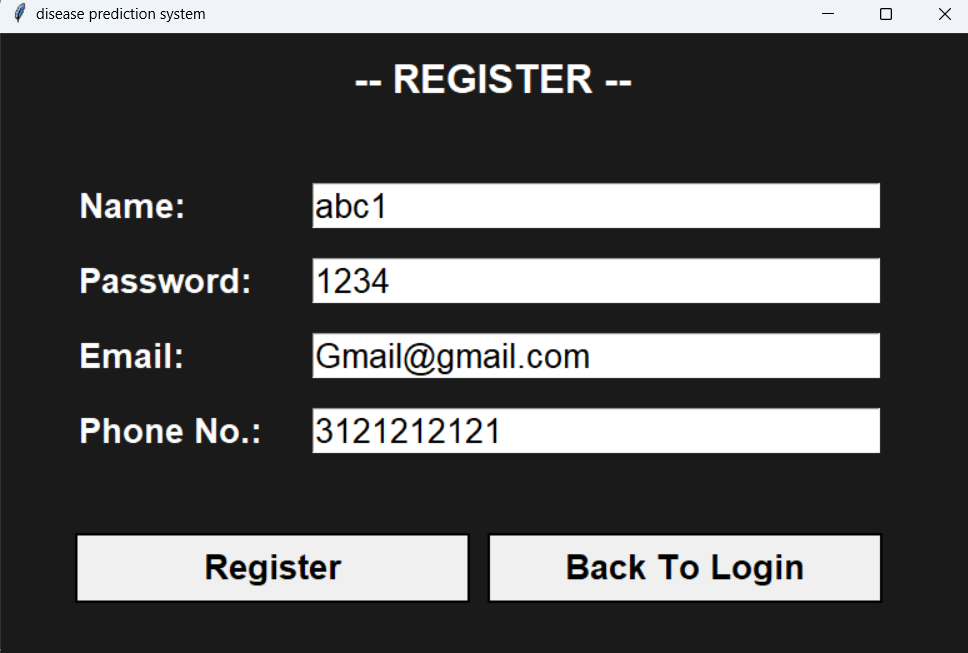 disease prediction system
-- REGISTER --
Name: abc1
Password: 1234
Email: Gmail@gmail.com
Phone No.: 3121212121
Register Back To Login